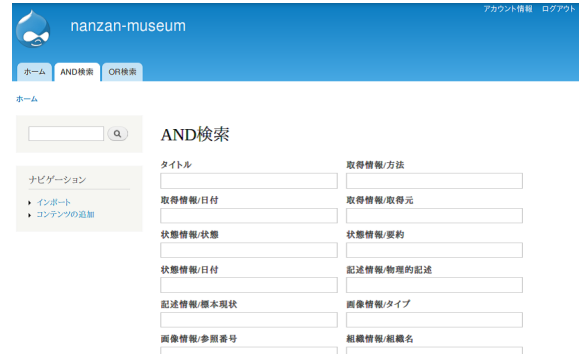 アカウント情報 ログアウト
nanzan-museum
ホーム AND検索 OR検索
ホーム
AND検索
タイトル 取得情報/方法
取得情報/日付 取得情報/取得元
状態情報/状態 状態情報/要約
状態情報/日付 記述情報/物理的記述
記述情報/標本現状 画像情報/タイプ
画像情報/参照番号 組織情報/組織名
ナビゲーション
インポート
コンテンツの追加